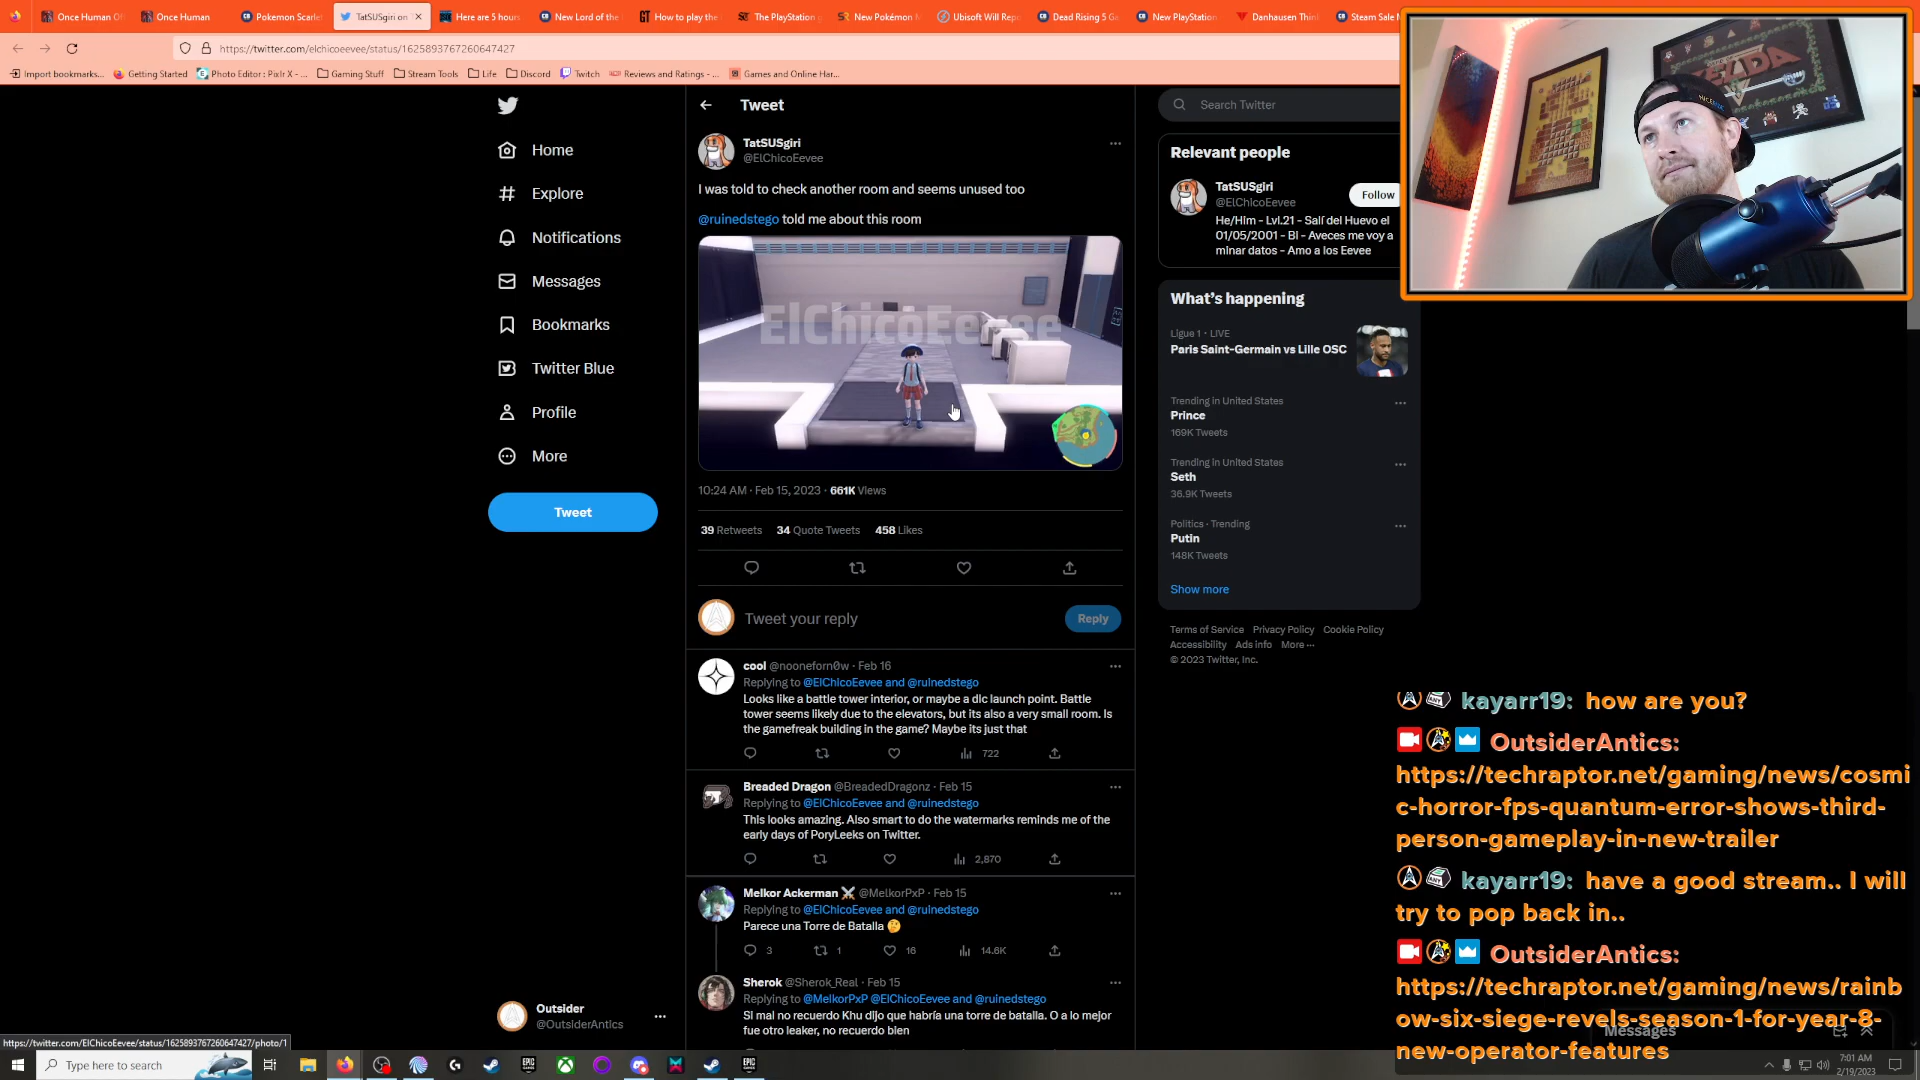 Once Human O
Once Human
Pokemon Scarle
TatSUSgiri on
Here are 5 hours
New Lord of the
How to play the
The PlayStation
New Pokémon
Ubisoft Will Rep
Dead Rising 5 G
New PlayStation
Danhausen Thin
Steam Sale
https://twitter.com/elchicoeevee/status/1625893767260647427
Import bookmarks...
Getting Started
Photo Editor : Pixlr X - ...
Gaming Stuff
Stream Tools
Life
Discord
Twitch
Reviews and Ratings - ...
Games and Online Har...
Home
Explore
Notifications
Messages
Bookmarks
Twitter Blue
Profile
More
Tweet
Outsider
@OutsiderAntics
Tweet
TatSUSgiri
@ElChicoEevee
I was told to check another room and seems unused too
@ruinedstego told me about this room
ElChicoEevee
10:24 AM · Feb 15, 2023 · 661K Views
39 Retweets 34 Quote Tweets 458 Likes
Tweet your reply
Reply
cool @nooneforn0w · Feb 16
Replying to @ElChicoEevee and @ruinedstego
Looks like a battle tower interior, or maybe a dlc launch point. Battle
tower seems likely due to the elevators, but its also a very small room. Is
the gamefreak building in the game? Maybe its just that
722
Breaded Dragon @BreadedDragonz · Feb 15
Replying to @ElChicoEevee and @ruinedstego
This looks amazing. Also smart to do the watermarks reminds me of the
early days of PoryLeeks on Twitter.
2,870
Melkor Ackerman @MelkorPxP · Feb 15
Replying to @ElChicoEevee and @ruinedstego
Parece una Torre de Batalla
3 1 16 14.6K
Sherok @Sherok_Real · Feb 15
Replying to @MelkorPxP @ElChicoEevee and @ruinedstego
Si mal no recuerdo Khu dijo que habría una torre de batalla. O a lo mejor
fue otro leaker, no recuerdo bien
Search Twitter
Relevant people
TatSUSgiri
@ElChicoEevee
Follow
He/Him - Lvl.21 - Salí del Huevo el
01/05/2001 - Bi - Aveces me voy a
minar datos - Amo a los Eevee
What's happening
Ligue 1 · LIVE
Paris Saint-Germain vs Lille OSC
Trending in United States
Prince
169K Tweets
Trending in United States
Seth
36.9K Tweets
Politics · Trending
Putin
148K Tweets
Show more
Terms of Service Privacy Policy Cookie Policy
Accessibility Ads info More ···
© 2023 Twitter, Inc.
ZELDA
kayarr19: how are you?
OutsiderAntics:
https://techraptor.net/gaming/news/cosmi
c-horror-fps-quantum-error-shows-third-
person-gameplay-in-new-trailer
kayarr19: have a good stream.. I will
try to pop back in..
OutsiderAntics:
https://techraptor.net/gaming/news/rainb
ow-six-siege-revels-season-1-for-year-8-
new-operator-features
Messages
https://twitter.com/ElChicoEevee/status/1625893767260647427/photo/1
Type here to search
7:01 AM
2/19/2023